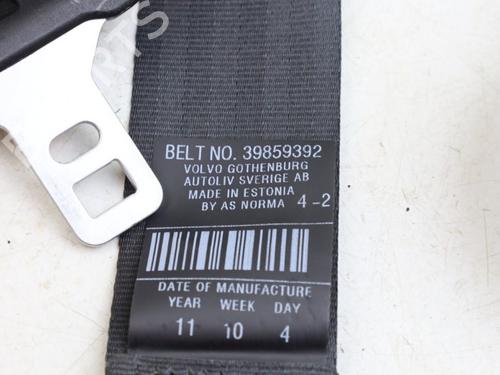 BELT NO. 39859392
VOLVO GOTHENBURG
AUTOLIV SVERIGE AB
MADE IN ESTONIA
BY AS NORMA 4-2
DATE OF MANUFACTURE
YEAR WEEK DAY
11 10 4